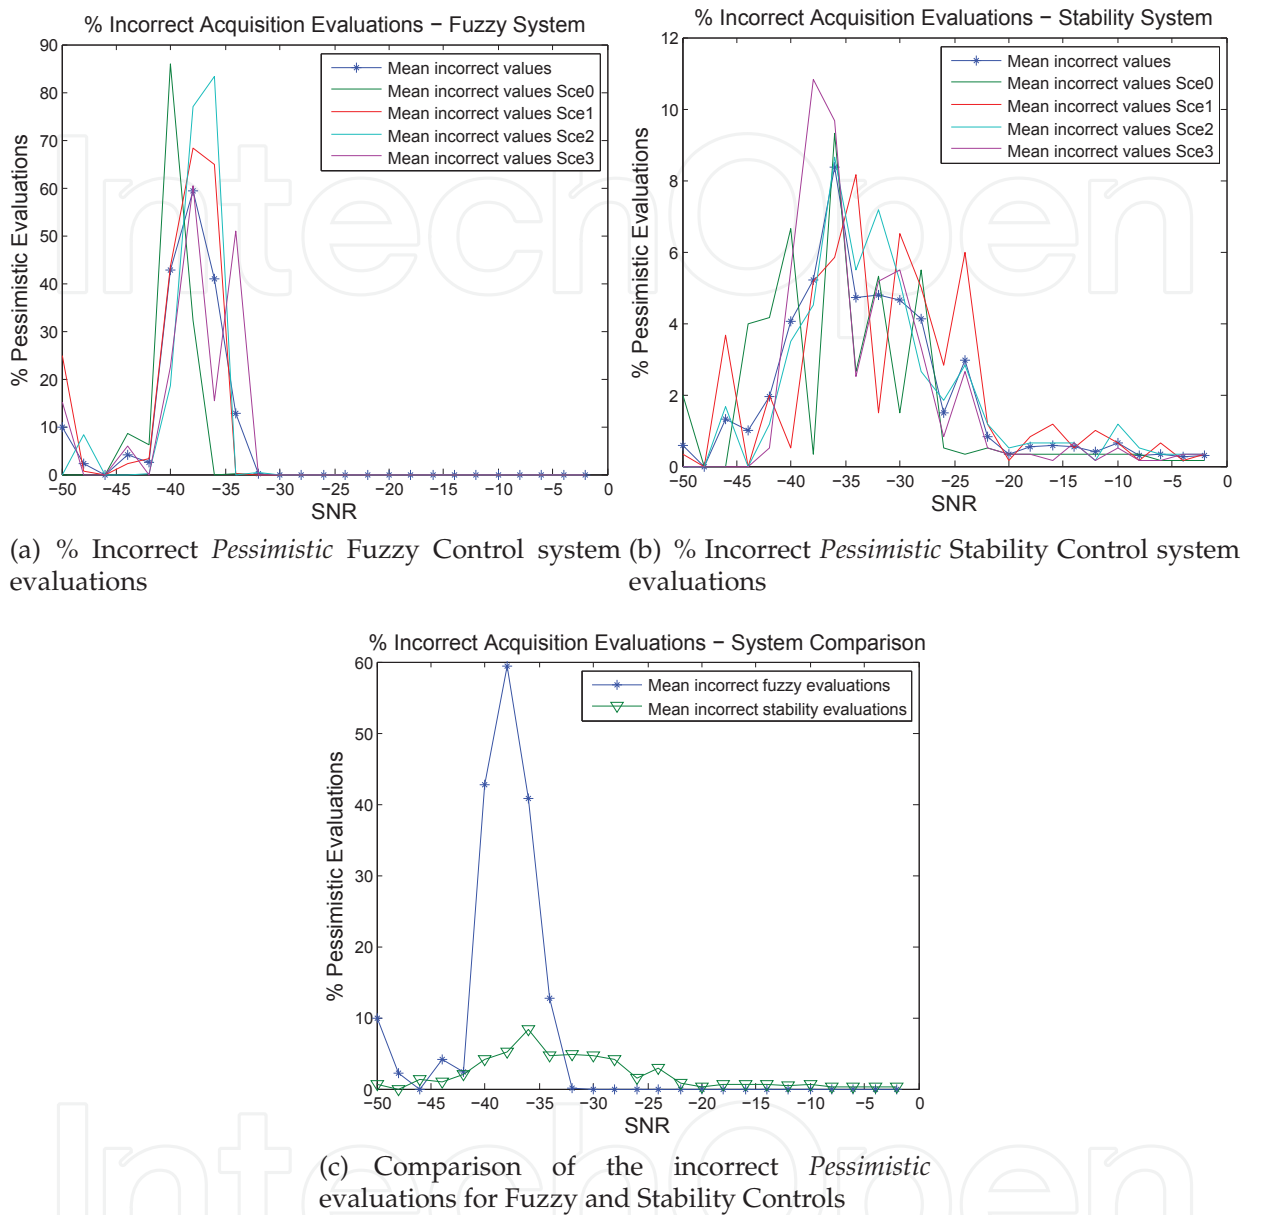 % Incorrect Acquisition Evaluations − Fuzzy System
90
80
70
60
50
40
30
20
10
0
% Pessimistic Evaluations
Mean incorrect values
Mean incorrect values Sce0
Mean incorrect values Sce1
Mean incorrect values Sce2
Mean incorrect values Sce3
−50 −45 −40 −35 −30 −25 −20 −15 −10 −5 0
SNR
(a) % Incorrect Pessimistic Fuzzy Control system
evaluations
% Incorrect Acquisition Evaluations − Stability System
12
10
8
6
4
2
0
% Pessimistic Evaluations
Mean incorrect values
Mean incorrect values Sce0
Mean incorrect values Sce1
Mean incorrect values Sce2
Mean incorrect values Sce3
−50 −45 −40 −35 −30 −25 −20 −15 −10 −5 0
SNR
(b) % Incorrect Pessimistic Stability Control system
evaluations
% Incorrect Acquisition Evaluations − System Comparison
60
50
40
30
20
10
0
% Pessimistic Evaluations
Mean incorrect fuzzy evaluations
Mean incorrect stability evaluations
−50 −45 −40 −35 −30 −25 −20 −15 −10 −5 0
SNR
(c) Comparison of the incorrect Pessimistic
evaluations for Fuzzy and Stability Controls
IntechOpen
IntechOpen